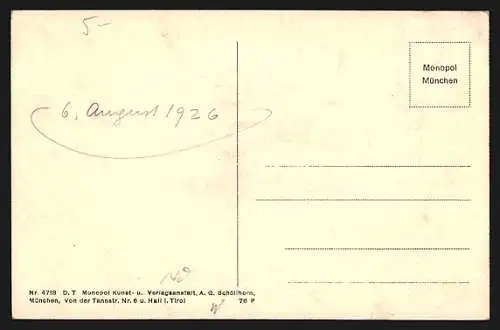 5-
Monopol
München
6. August 1926
Nr. 4718 D. T Monopol Kunst- u. Verlagsanstalt, A. G. Schöllhorn,
München, Von der Tannstr. Nr. 6 u. Hall i. Tirol 76 P